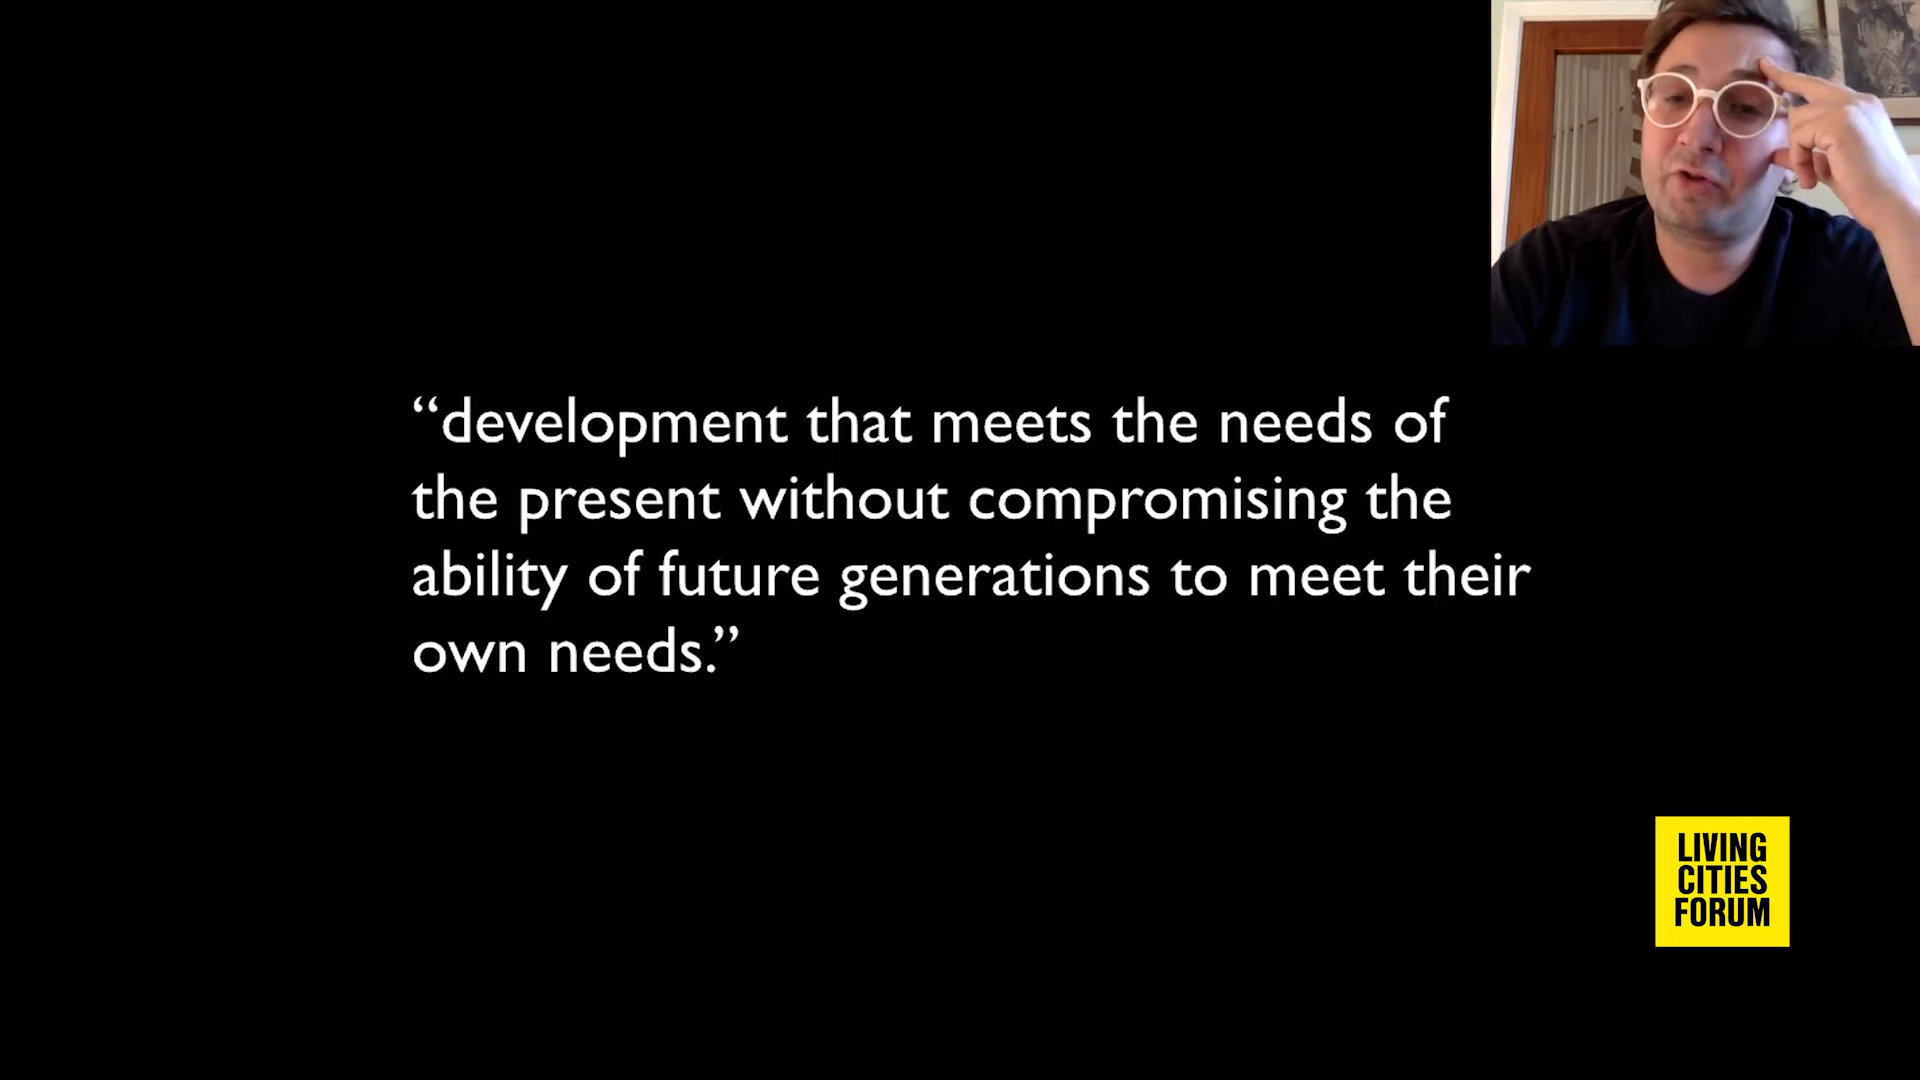 “development that meets the needs of
the present without compromising the
ability of future generations to meet their
own needs.”
LIVING
CITIES
FORUM